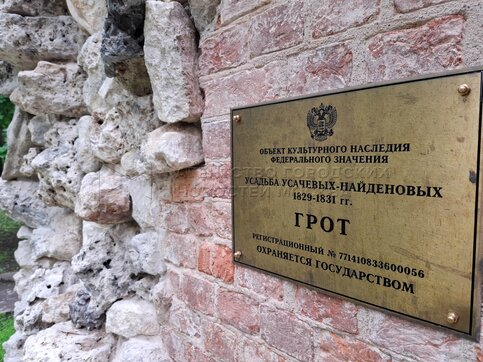 ОБЪЕКТ КУЛЬТУРНОГО НАСЛЕДИЯ
ФЕДЕРАЛЬНОГО ЗНАЧЕНИЯ
УСАДЬБА УСАЧЕВЫХ-НАЙДЕНОВЫХ
1829-1831 гг.
ГРОТ
РЕГИСТРАЦИОННЫЙ № 771410833600056
ОХРАНЯЕТСЯ ГОСУДАРСТВОМ